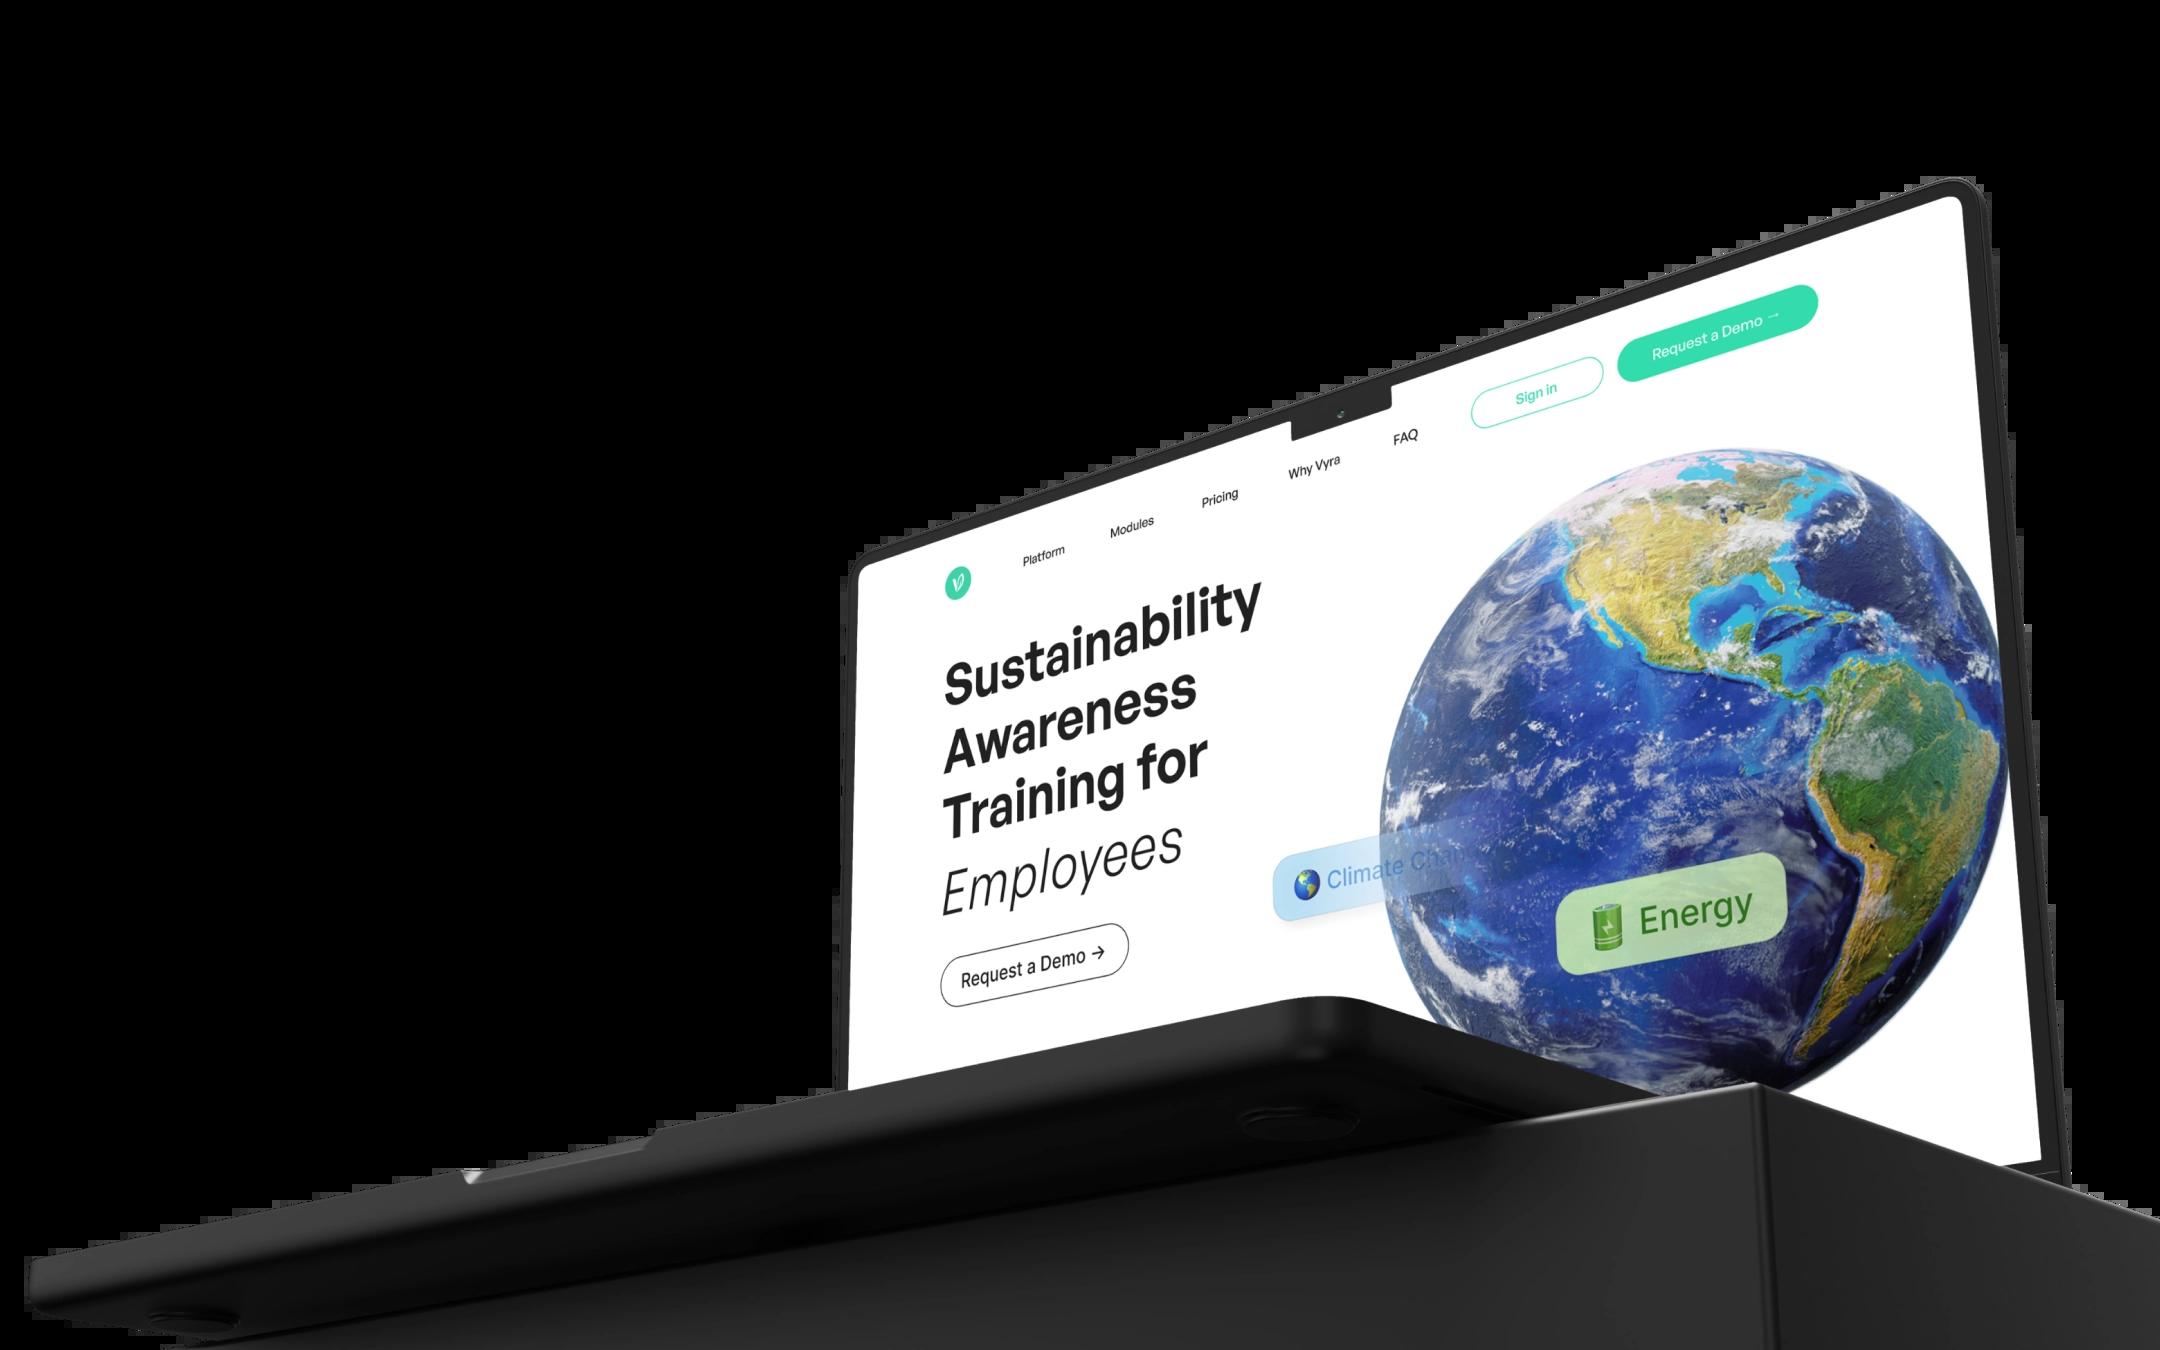 Platform
Modules
Pricing
Why Vyra
FAQ
Sign in
Request a Demo →
Sustainability
Awareness
Training for
Employees
Request a Demo →
Climate
Energy